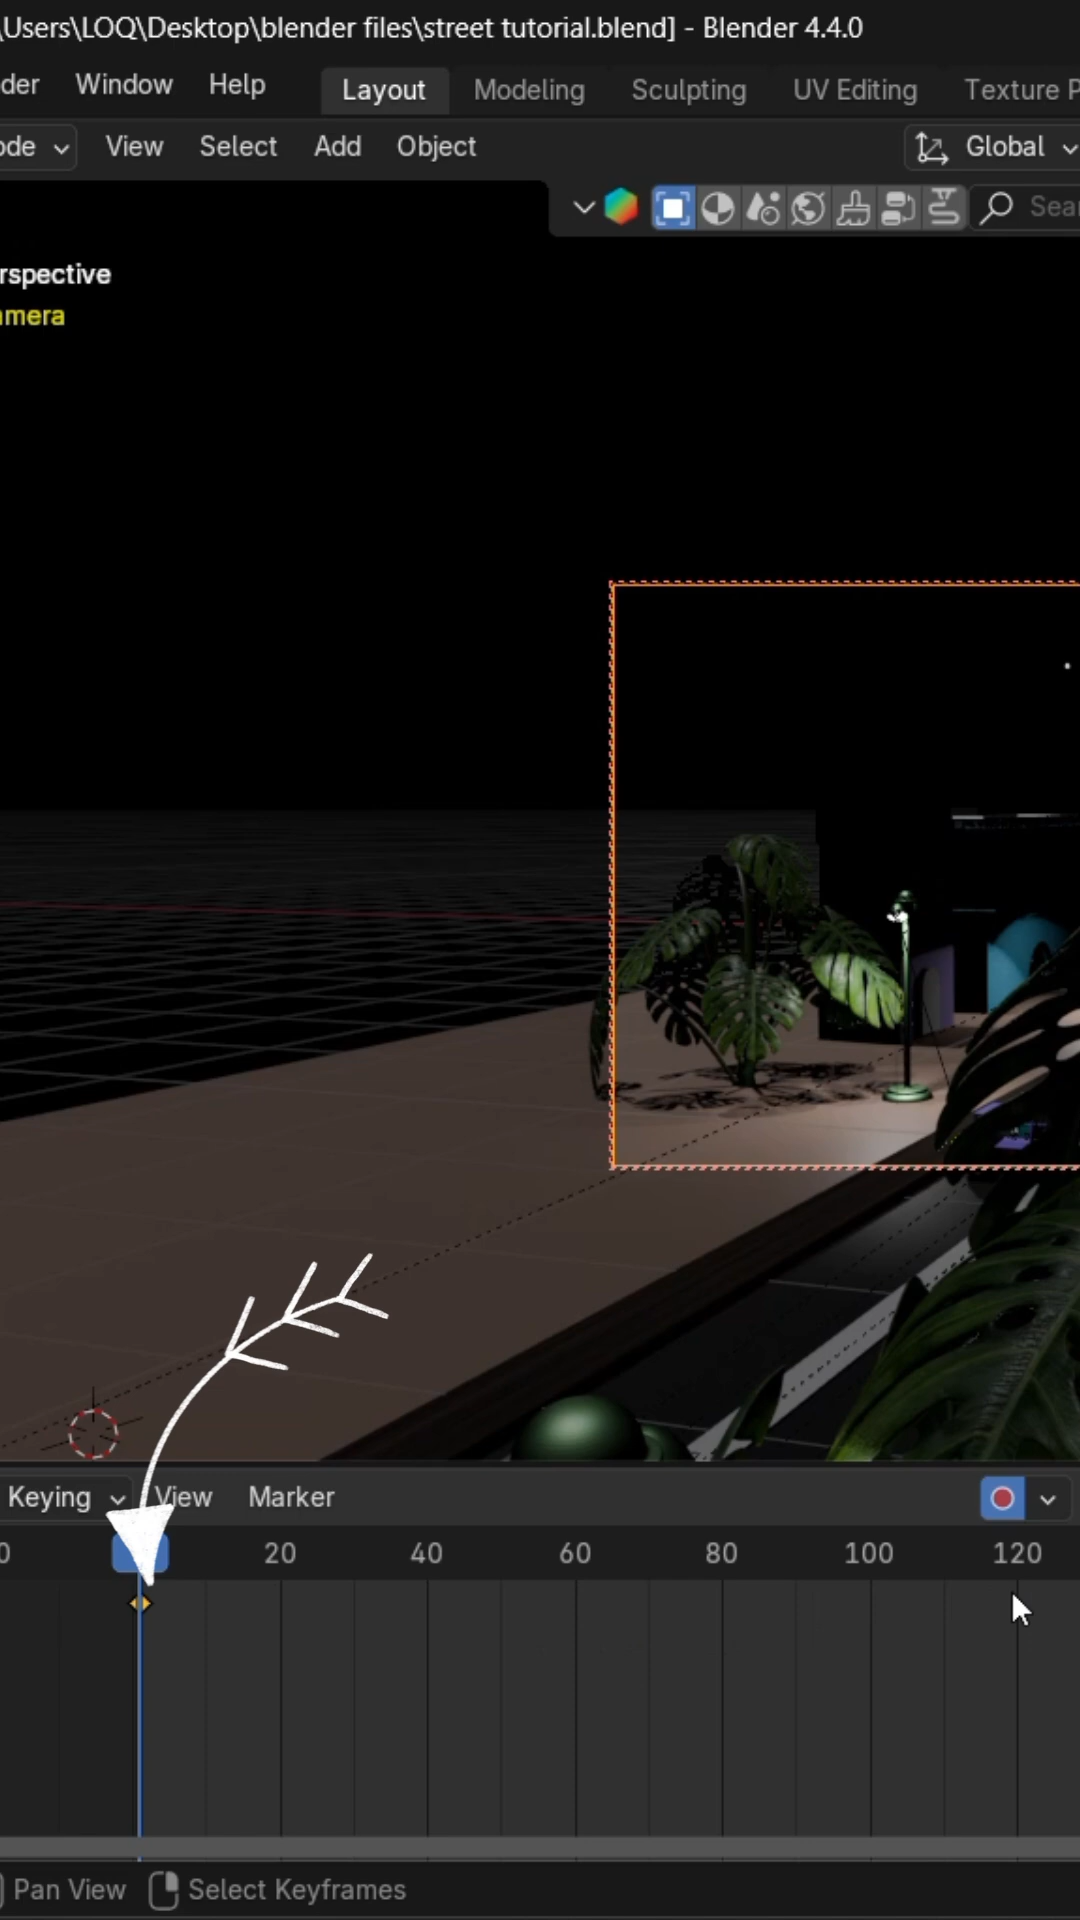 \Users\LOQ\Desktop\blender files\street tutorial.blend] - Blender 4.4.0
der Window Help Layout Modeling Sculpting UV Editing Texture P
ode View Select Add Object Global
Sear
rspective
amera
Keying View Marker
0 20 40 60 80 100 120
Pan View Select Keyframes